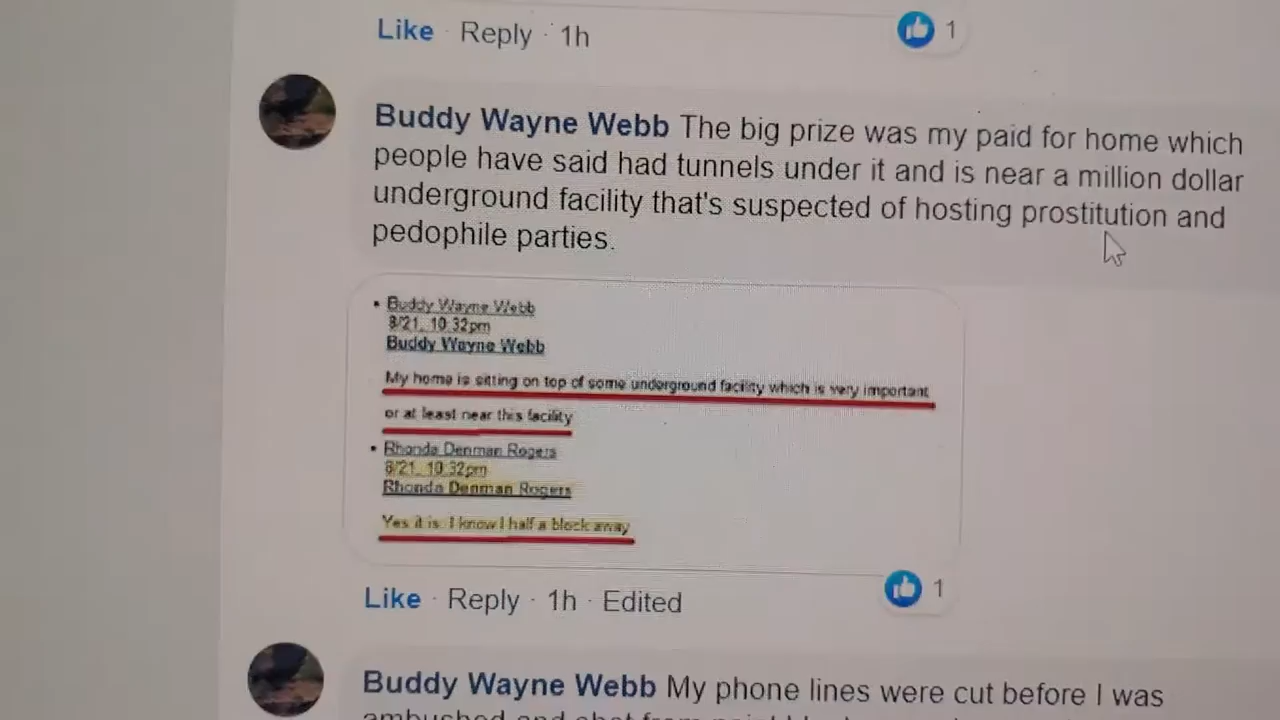 Like · Reply · 1h 1
Buddy Wayne Webb The big prize was my paid for home which
people have said had tunnels under it and is near a million dollar
underground facility that's suspected of hosting prostitution and
pedophile parties.
• Buddy Wayne Webb
8/21, 10:32pm
Buddy Wayne Webb
My home is sitting on top of some underground facility which is very important
or at least near this facility
• Rhonda Denman Rogers
8/21, 10:32pm
Rhonda Denman Rogers
Yes it is. I know I half a block away
Like · Reply · 1h · Edited 1
Buddy Wayne Webb My phone lines were cut before I was
ambushed and shot from point